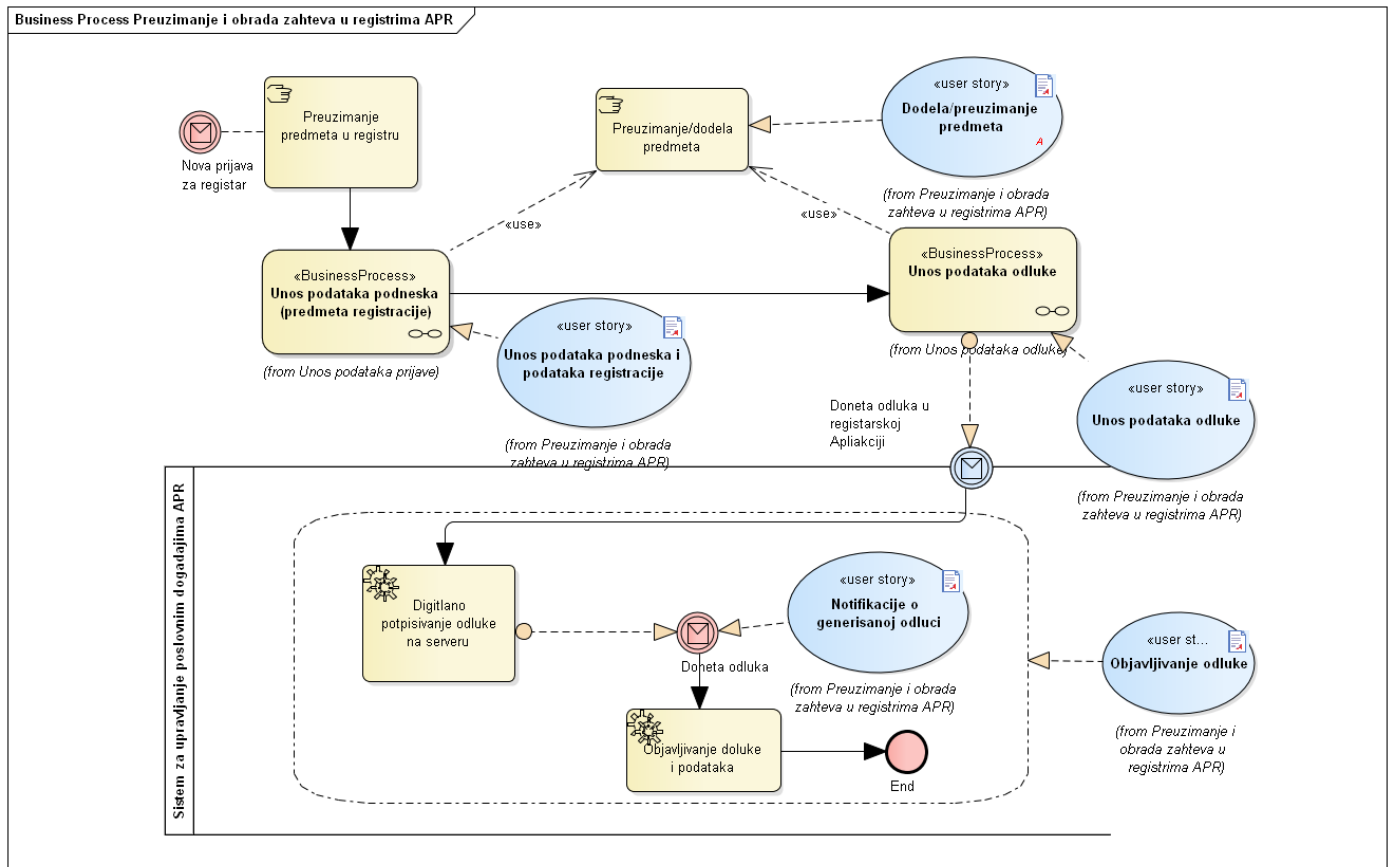 Business Process Preuzimanje i obrada zahteva u registrima APR
Nova prijava
za registar
Preuzimanje
predmeta u registru
Preuzimanje/dodela
predmeta
«user story»
Dodela/preuzimanje
predmeta
A
(from Preuzimanje i obrada
zahteva u registrima APR)
«use»
«use»
«BusinessProcess»
Unos podataka podneska
(predmeta registracije)
(from Unos podataka prijave)
«BusinessProcess»
Unos podataka odluke
(from Unos podataka odluke)
«user story»
Unos podataka podneska i
podataka registracije
(from Preuzimanje i obrada
zahteva u registrima APR)
Doneta odluka u
registarskoj
Apliakciji
«user story»
Unos podataka odluke
(from Preuzimanje i obrada
zahteva u registrima APR)
Sistem za upravljanje poslovnim dogadajima APR
Digitlano
potpisivanje odluke
na serveru
Doneta odluka
«user story»
Notifikacije o
generisanoj odluci
(from Preuzimanje i obrada
zahteva u registrima APR)
Objavljivanje doluke
i podataka
End
«user st...
Objavljivanje odluke
(from Preuzimanje i
obrada zahteva u
registrima APR)